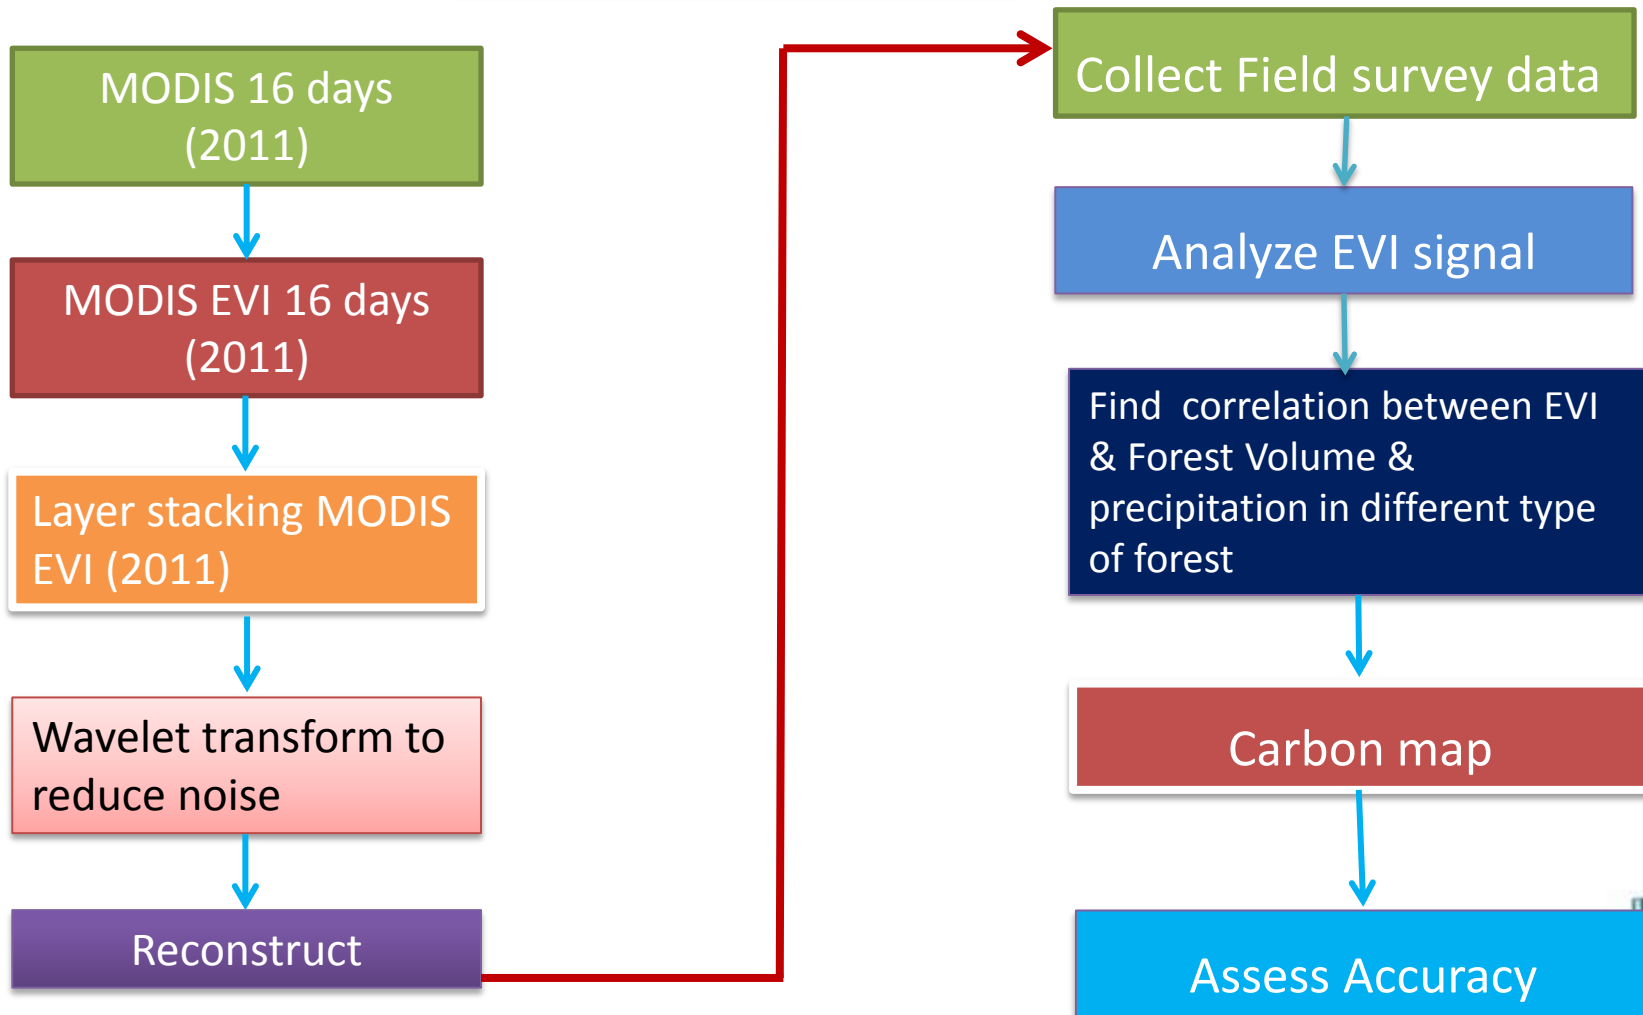 MODIS 16 days
(2011)
MODIS EVI 16 days
(2011)
Layer stacking MODIS
EVI (2011)
Wavelet transform to
reduce noise
Reconstruct
Collect Field survey data
Analyze EVI signal
Find correlation between EVI
& Forest Volume &
precipitation in different type
of forest
Carbon map
Assess Accuracy